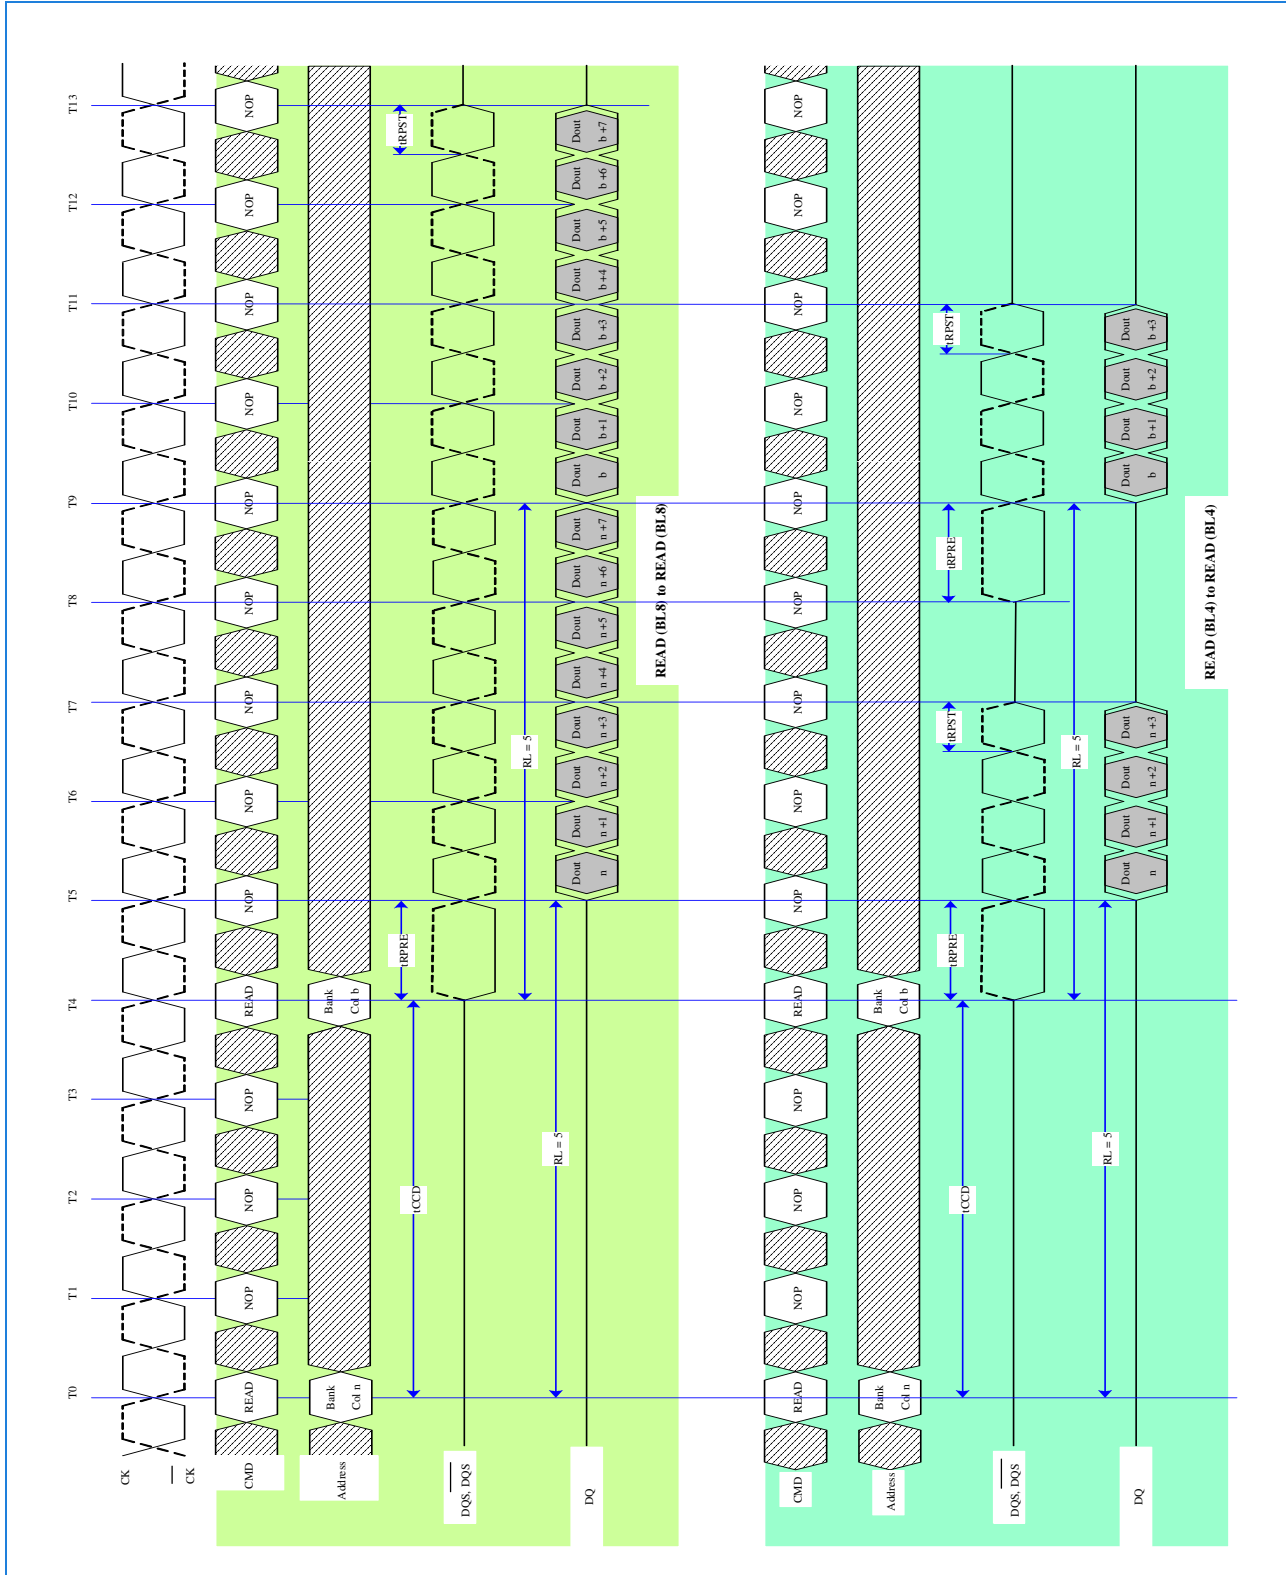 T0 T1 T2 T3 T4 T5 T6 T7 T8 T9 T10 T11 T12 T13
CK
CK
CMD READ NOP NOP NOP READ NOP NOP NOP NOP NOP NOP NOP NOP NOP
Address Bank Col n Bank Col b
tCCD tRPRE tRPST
DQS, DQS
RL = 5
RL = 5
DQ Dout n Dout n +1 Dout n +2 Dout n +3 Dout n +4 Dout n +5 Dout n +6 Dout n +7 Dout b Dout b +1 Dout b +2 Dout b +3 Dout b +4 Dout b +5 Dout b +6 Dout b +7
READ (BL8) to READ (BL8)
CMD READ NOP NOP NOP READ NOP NOP NOP NOP NOP NOP NOP NOP NOP
Address Bank Col n Bank Col b
tCCD tRPRE tRPST tRPRE tRPST
DQS, DQS
RL = 5
RL = 5
DQ Dout n Dout n +1 Dout n +2 Dout n +3 Dout b Dout b +1 Dout b +2 Dout b +3
READ (BL4) to READ (BL4)